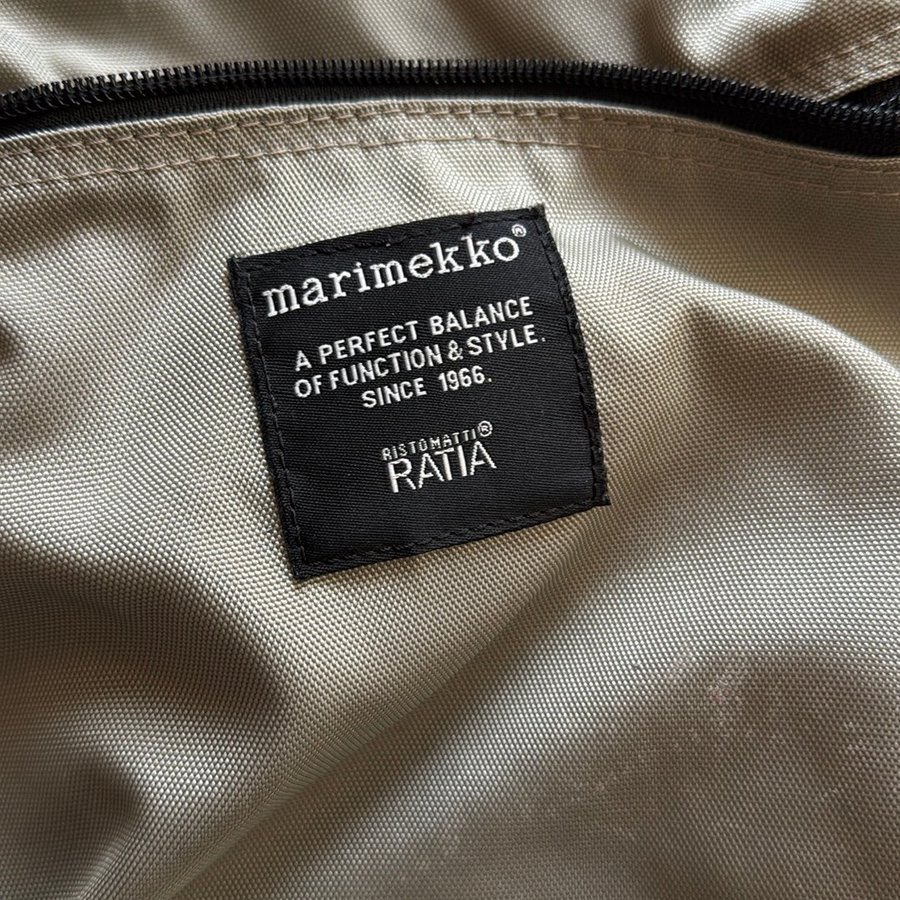 marimekko®
A PERFECT BALANCE
OF FUNCTION & STYLE.
SINCE 1966.
RISTOMATTI®
RATIA